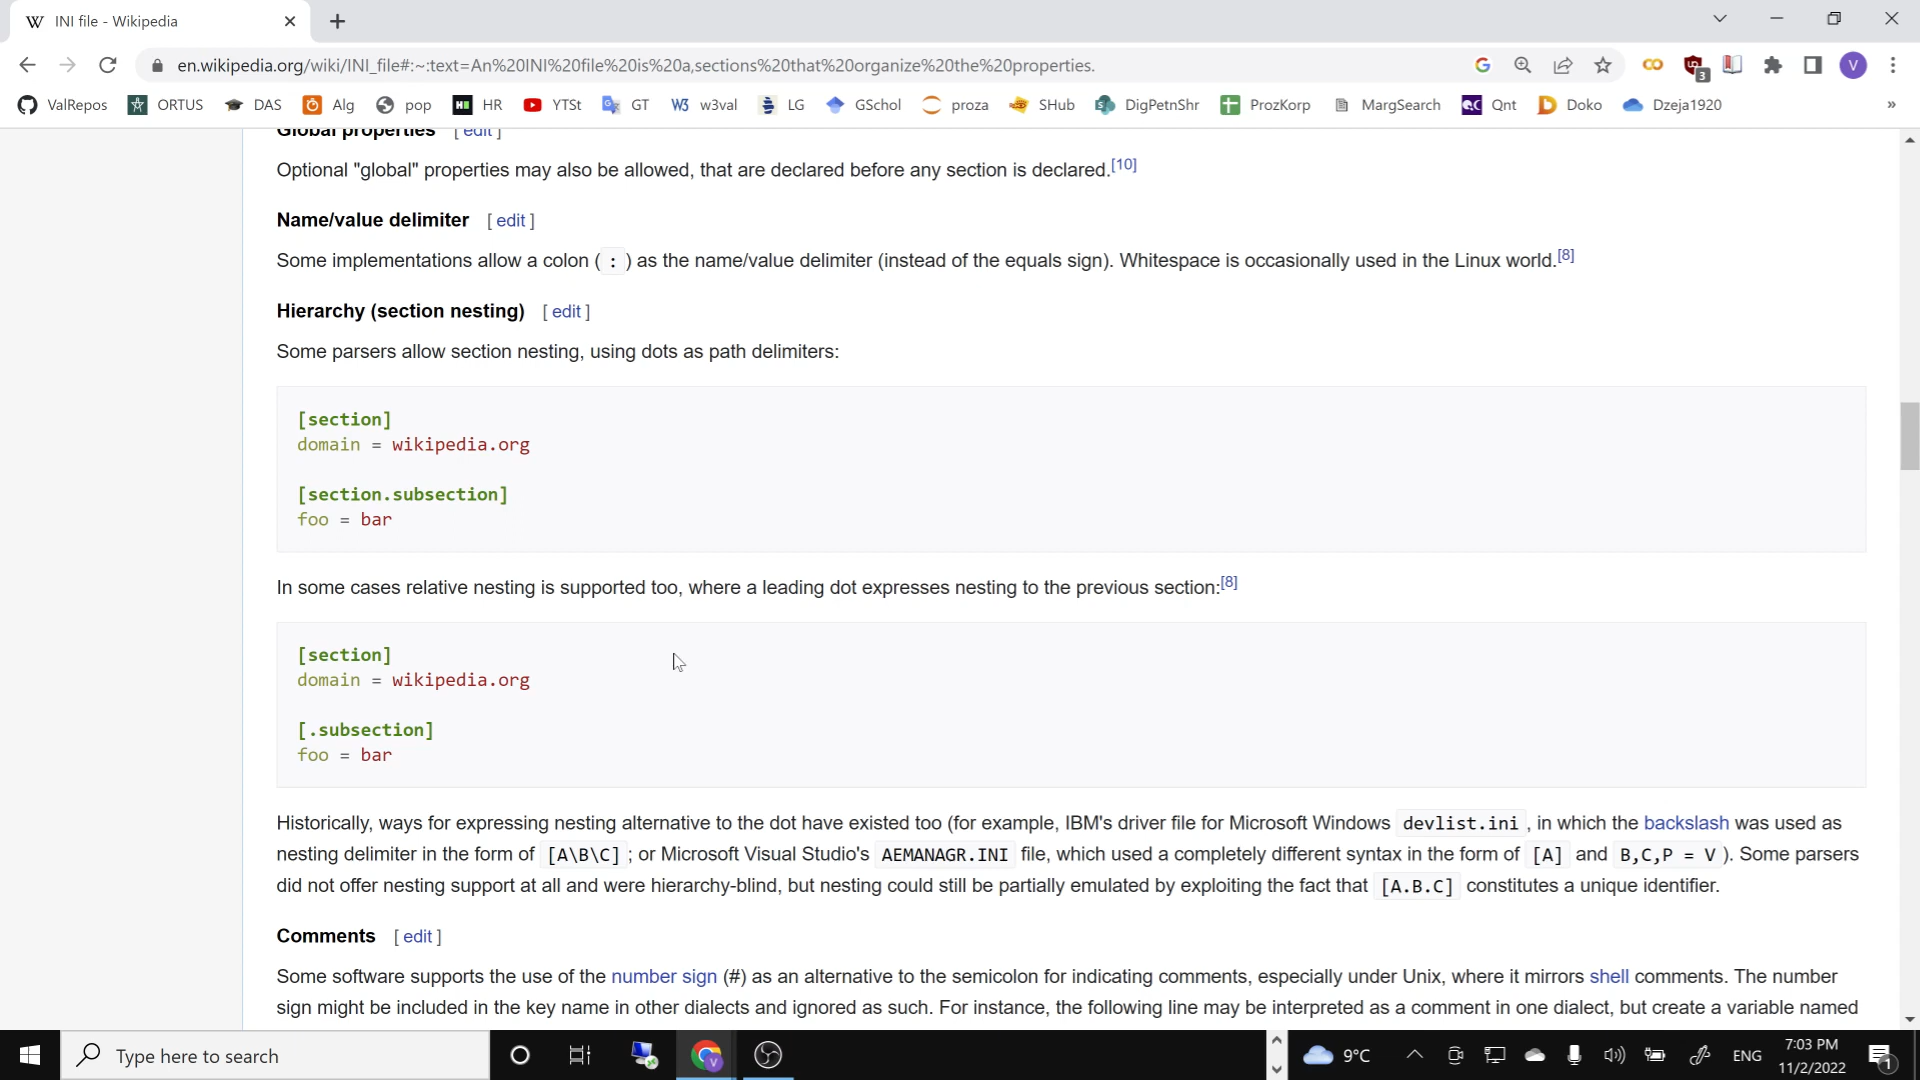 INI file - Wikipedia
en.wikipedia.org/wiki/INI_file#:~:text=An%20INI%20file%20is%20a,sections%20that%20organize%20the%20properties.
3
V
ValRepos ORTUS DAS Alg pop HR YTSt GT w3val LG GSchol proza SHub DigPetnShr ProzKorp MargSearch Qnt Doko Dzeja1920 »
Global properties [ edit ]
Optional "global" properties may also be allowed, that are declared before any section is declared.[10]
Name/value delimiter [ edit ]
Some implementations allow a colon ( : ) as the name/value delimiter (instead of the equals sign). Whitespace is occasionally used in the Linux world.[8]
Hierarchy (section nesting) [ edit ]
Some parsers allow section nesting, using dots as path delimiters:
[section]
domain = wikipedia.org
[section.subsection]
foo = bar
In some cases relative nesting is supported too, where a leading dot expresses nesting to the previous section:[8]
[section]
domain = wikipedia.org
[.subsection]
foo = bar
Historically, ways for expressing nesting alternative to the dot have existed too (for example, IBM's driver file for Microsoft Windows devlist.ini , in which the backslash was used as
nesting delimiter in the form of [A\B\C] ; or Microsoft Visual Studio's AEMANAGR.INI file, which used a completely different syntax in the form of [A] and B,C,P = V ). Some parsers
did not offer nesting support at all and were hierarchy-blind, but nesting could still be partially emulated by exploiting the fact that [A.B.C] constitutes a unique identifier.
Comments [ edit ]
Some software supports the use of the number sign (#) as an alternative to the semicolon for indicating comments, especially under Unix, where it mirrors shell comments. The number
sign might be included in the key name in other dialects and ignored as such. For instance, the following line may be interpreted as a comment in one dialect, but create a variable named
Type here to search
9°C
ENG
7:03 PM
11/2/2022
1